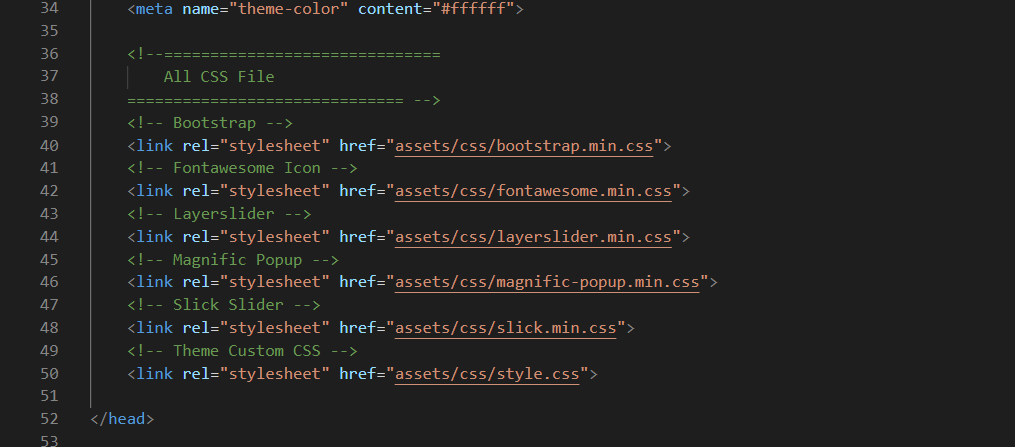 34 <meta name="theme-color" content="#ffffff">
35
36 <!--==============================
37 All CSS File
38 ============================== -->
39 <!-- Bootstrap -->
40 <link rel="stylesheet" href="assets/css/bootstrap.min.css">
41 <!-- Fontawesome Icon -->
42 <link rel="stylesheet" href="assets/css/fontawesome.min.css">
43 <!-- Layerslider -->
44 <link rel="stylesheet" href="assets/css/layerslider.min.css">
45 <!-- Magnific Popup -->
46 <link rel="stylesheet" href="assets/css/magnific-popup.min.css">
47 <!-- Slick Slider -->
48 <link rel="stylesheet" href="assets/css/slick.min.css">
49 <!-- Theme Custom CSS -->
50 <link rel="stylesheet" href="assets/css/style.css">
51
52 </head>
53